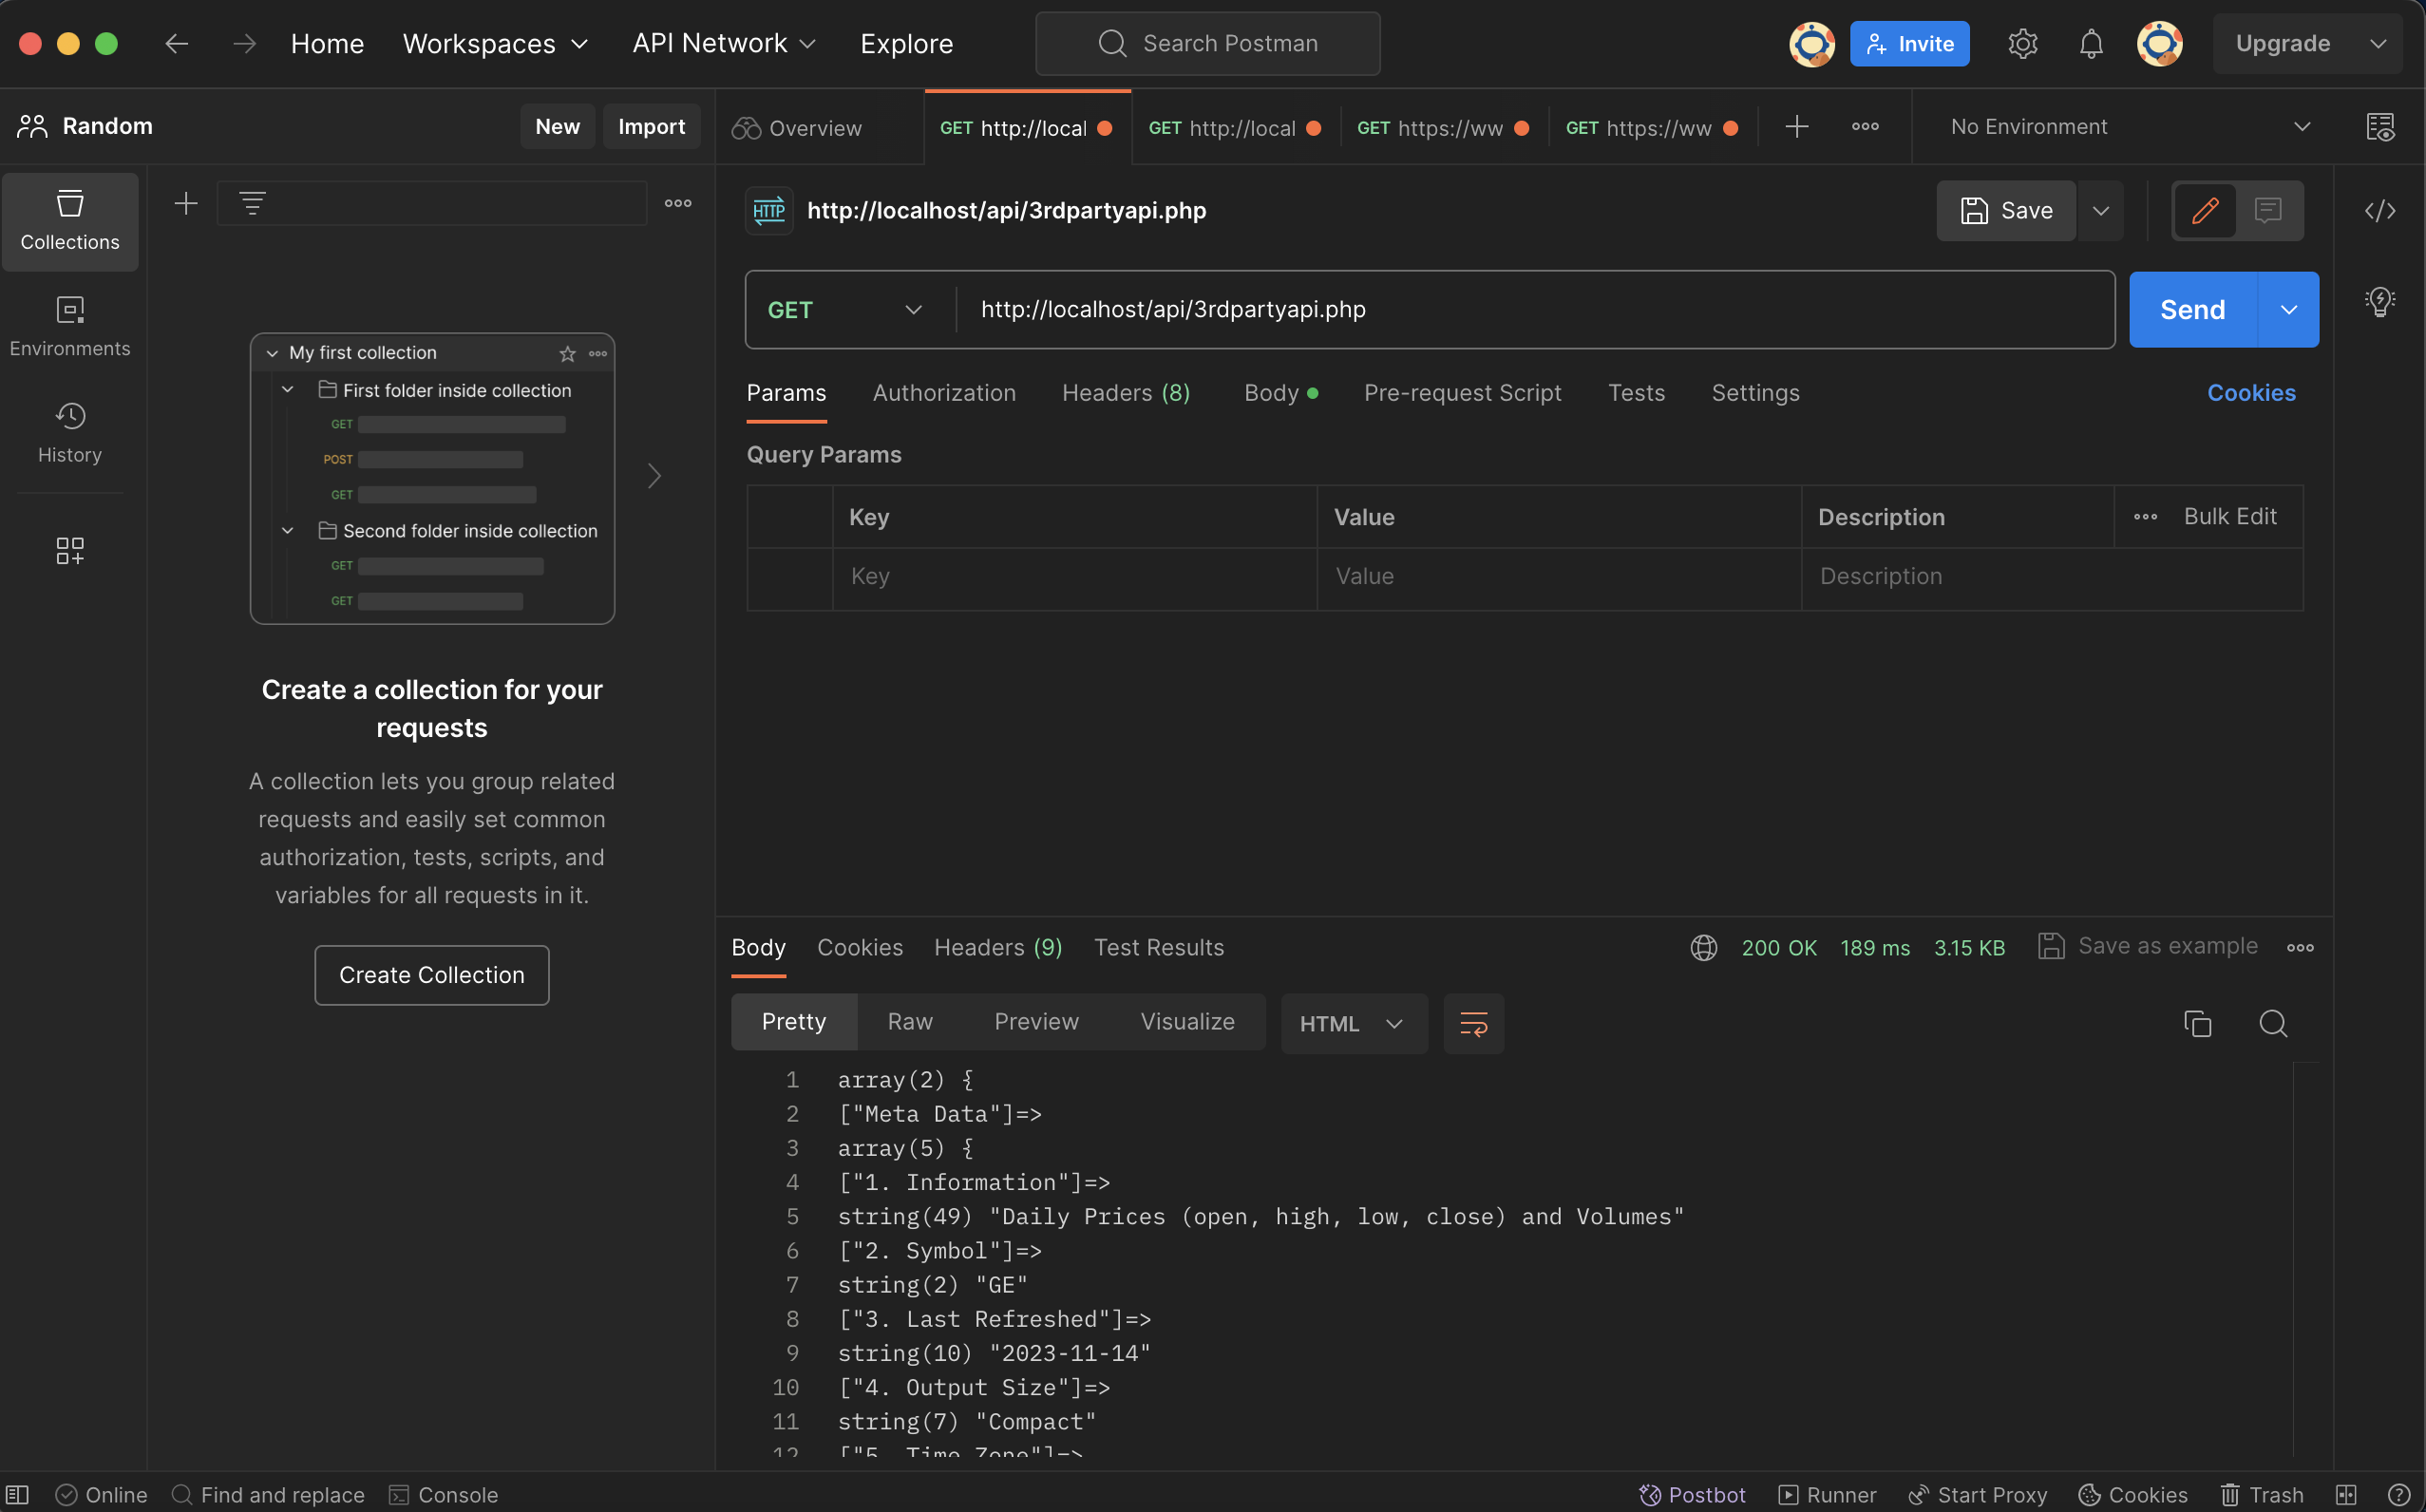 Home
Workspaces
API Network
Explore
Search Postman
Invite
Upgrade
Random
New
Import
Overview
GET http://local
GET http://local
GET https://ww
GET https://ww
No Environment
Collections
Environments
History
My first collection
First folder inside collection
GET
POST
GET
Second folder inside collection
GET
GET
Create a collection for your
requests
A collection lets you group related
requests and easily set common
authorization, tests, scripts, and
variables for all requests in it.
Create Collection
HTTP
http://localhost/api/3rdpartyapi.php
Save
GET
http://localhost/api/3rdpartyapi.php
Send
Params
Authorization
Headers (8)
Body
Pre-request Script
Tests
Settings
Cookies
Query Params
Key
Value
Description
Bulk Edit
Key
Value
Description
Body
Cookies
Headers (9)
Test Results
200 OK
189 ms
3.15 KB
Save as example
Pretty
Raw
Preview
Visualize
HTML
1 array(2) {
2 ["Meta Data"]=>
3 array(5) {
4 ["1. Information"]=>
5 string(49) "Daily Prices (open, high, low, close) and Volumes"
6 ["2. Symbol"]=>
7 string(2) "GE"
8 ["3. Last Refreshed"]=>
9 string(10) "2023-11-14"
10 ["4. Output Size"]=>
11 string(7) "Compact"
12 ["5. Time Zone"]=>
Online
Find and replace
Console
Postbot
Runner
Start Proxy
Cookies
Trash